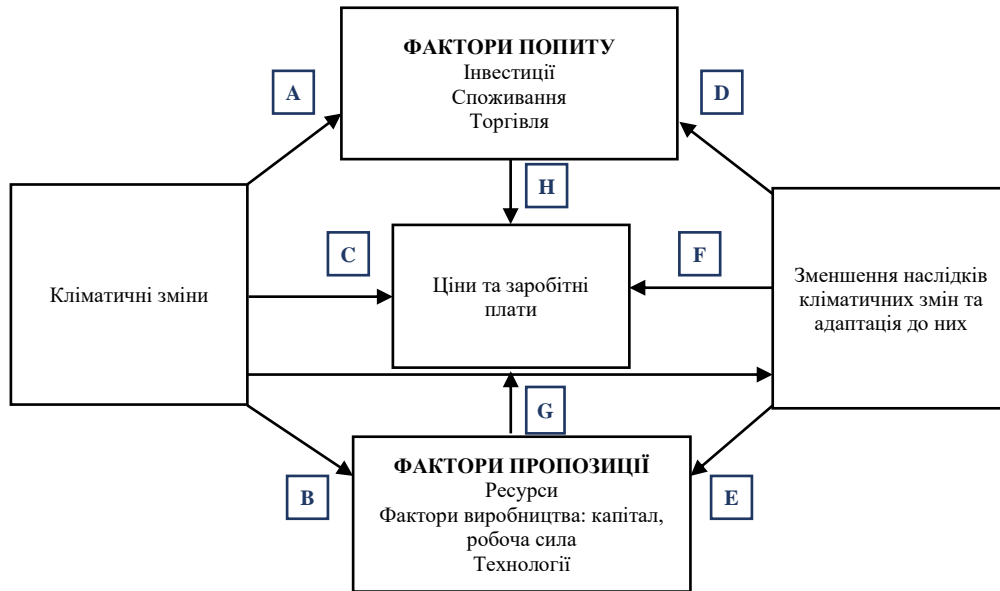 ФАКТОРИ ПОПИТУ
Інвестиції
Споживання
Торгівля
A
D
H
C
F
Кліматичні зміни
Ціни та заробітні
плати
Зменшення наслідків
кліматичних змін та
адаптація до них
G
B
E
ФАКТОРИ ПРОПОЗИЦІЇ
Ресурси
Фактори виробництва: капітал,
робоча сила
Технології